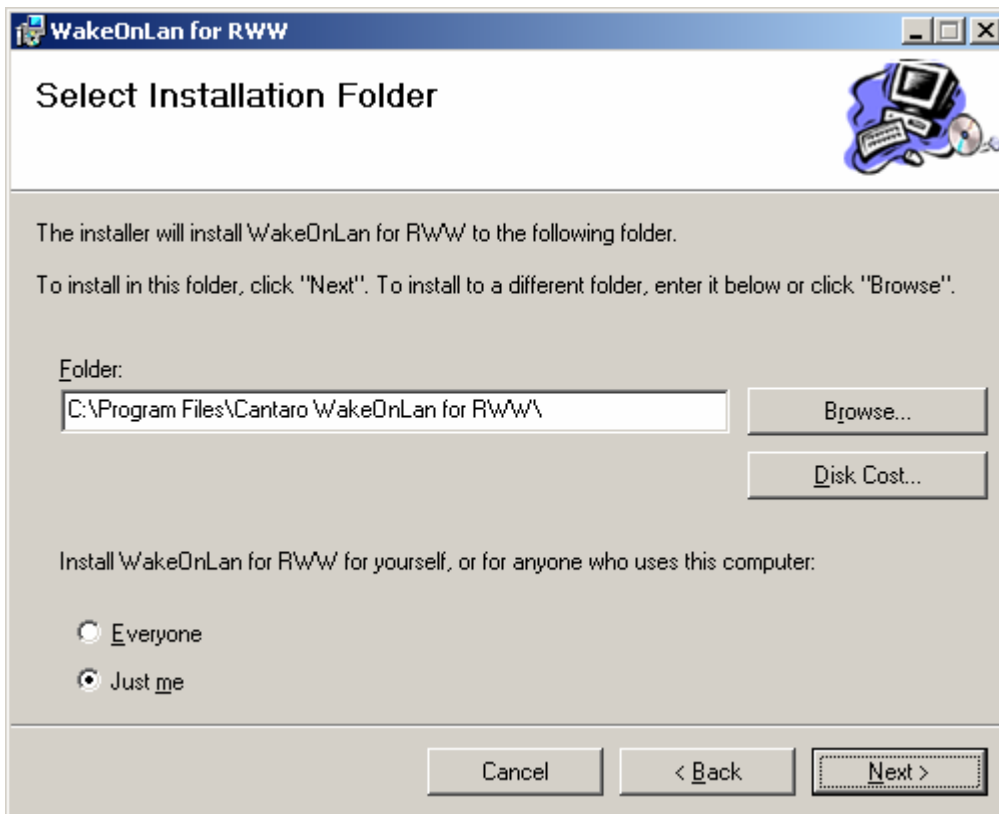 WakeOnLan for RWW
Select Installation Folder
The installer will install WakeOnLan for RWW to the following folder.
To install in this folder, click "Next". To install to a different folder, enter it below or click "Browse".
Folder:
C:\Program Files\Cantaro WakeOnLan for RWW\
Browse...
Disk Cost...
Install WakeOnLan for RWW for yourself, or for anyone who uses this computer:
Everyone
Just me
Cancel
< Back
Next >